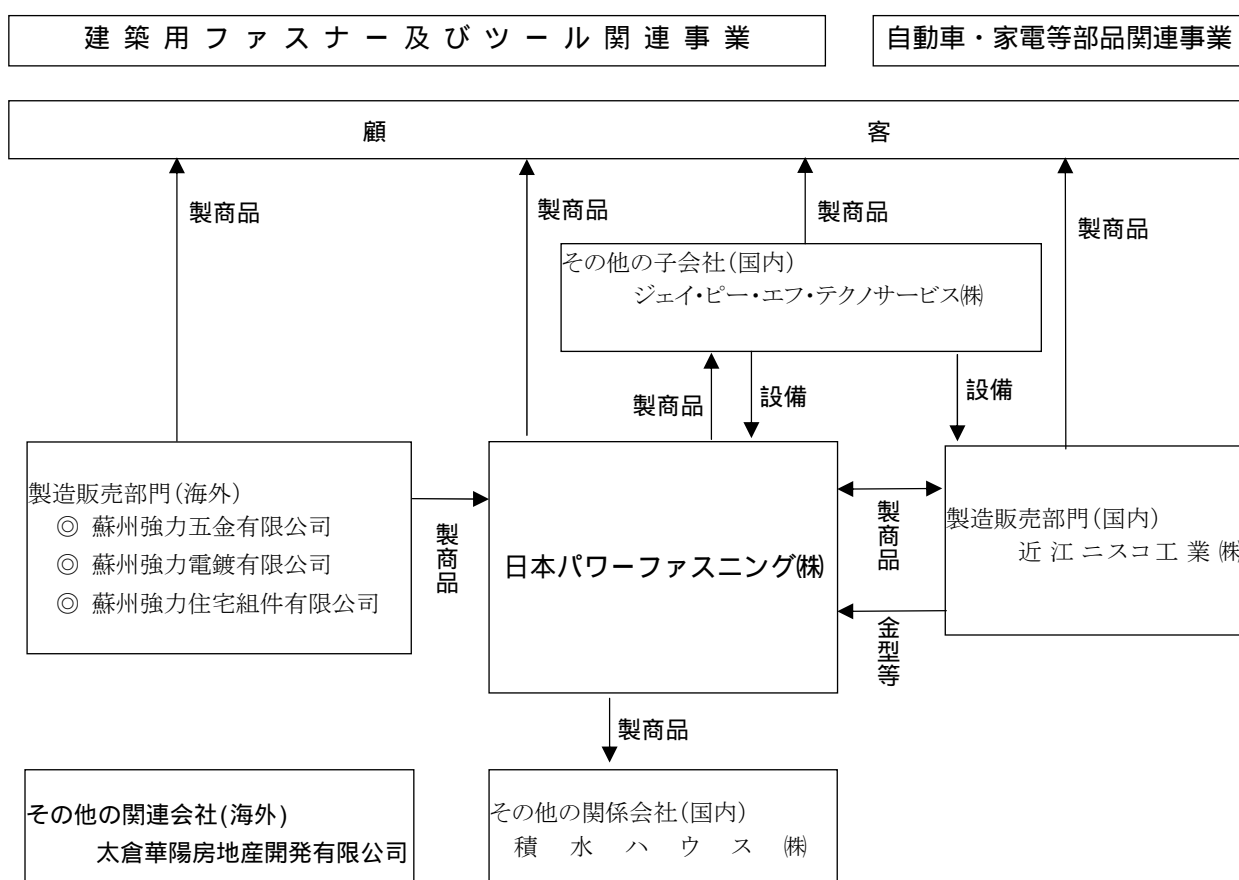 建築用ファスナー及びツール関連事業
自動車・家電等部品関連事業
顧客
製商品
製商品
製商品
製商品
その他の子会社(国内)
ジェイ・ピー・エフ・テクノサービス㈱
製商品
設備
設備
製造販売部門(海外)
◎ 蘇州強力五金有限公司
◎ 蘇州強力電鍍有限公司
◎ 蘇州強力住宅組件有限公司
製商品
日本パワーファスニング㈱
製商品
金型等
製造販売部門(国内)
近江ニスコ工業㈱
製商品
その他の関連会社(海外)
太倉華陽房地産開発有限公司
その他の関係会社(国内)
積水ハウス㈱